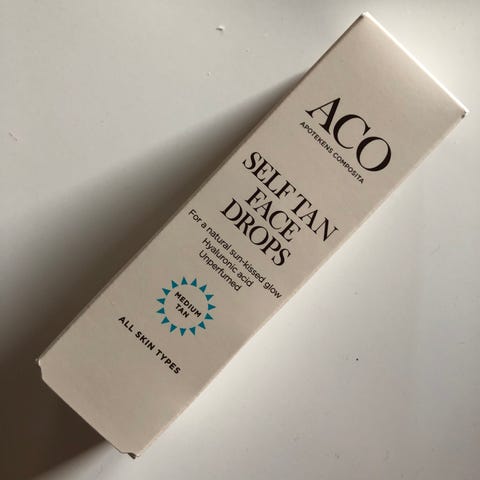 ACO
APOTEKENS COMPOSITA
SELF TAN
FACE
DROPS
For a natural sun-kissed glow
Hyaluronic acid
Unperfumed
MEDIUM
TAN
ALL SKIN TYPES